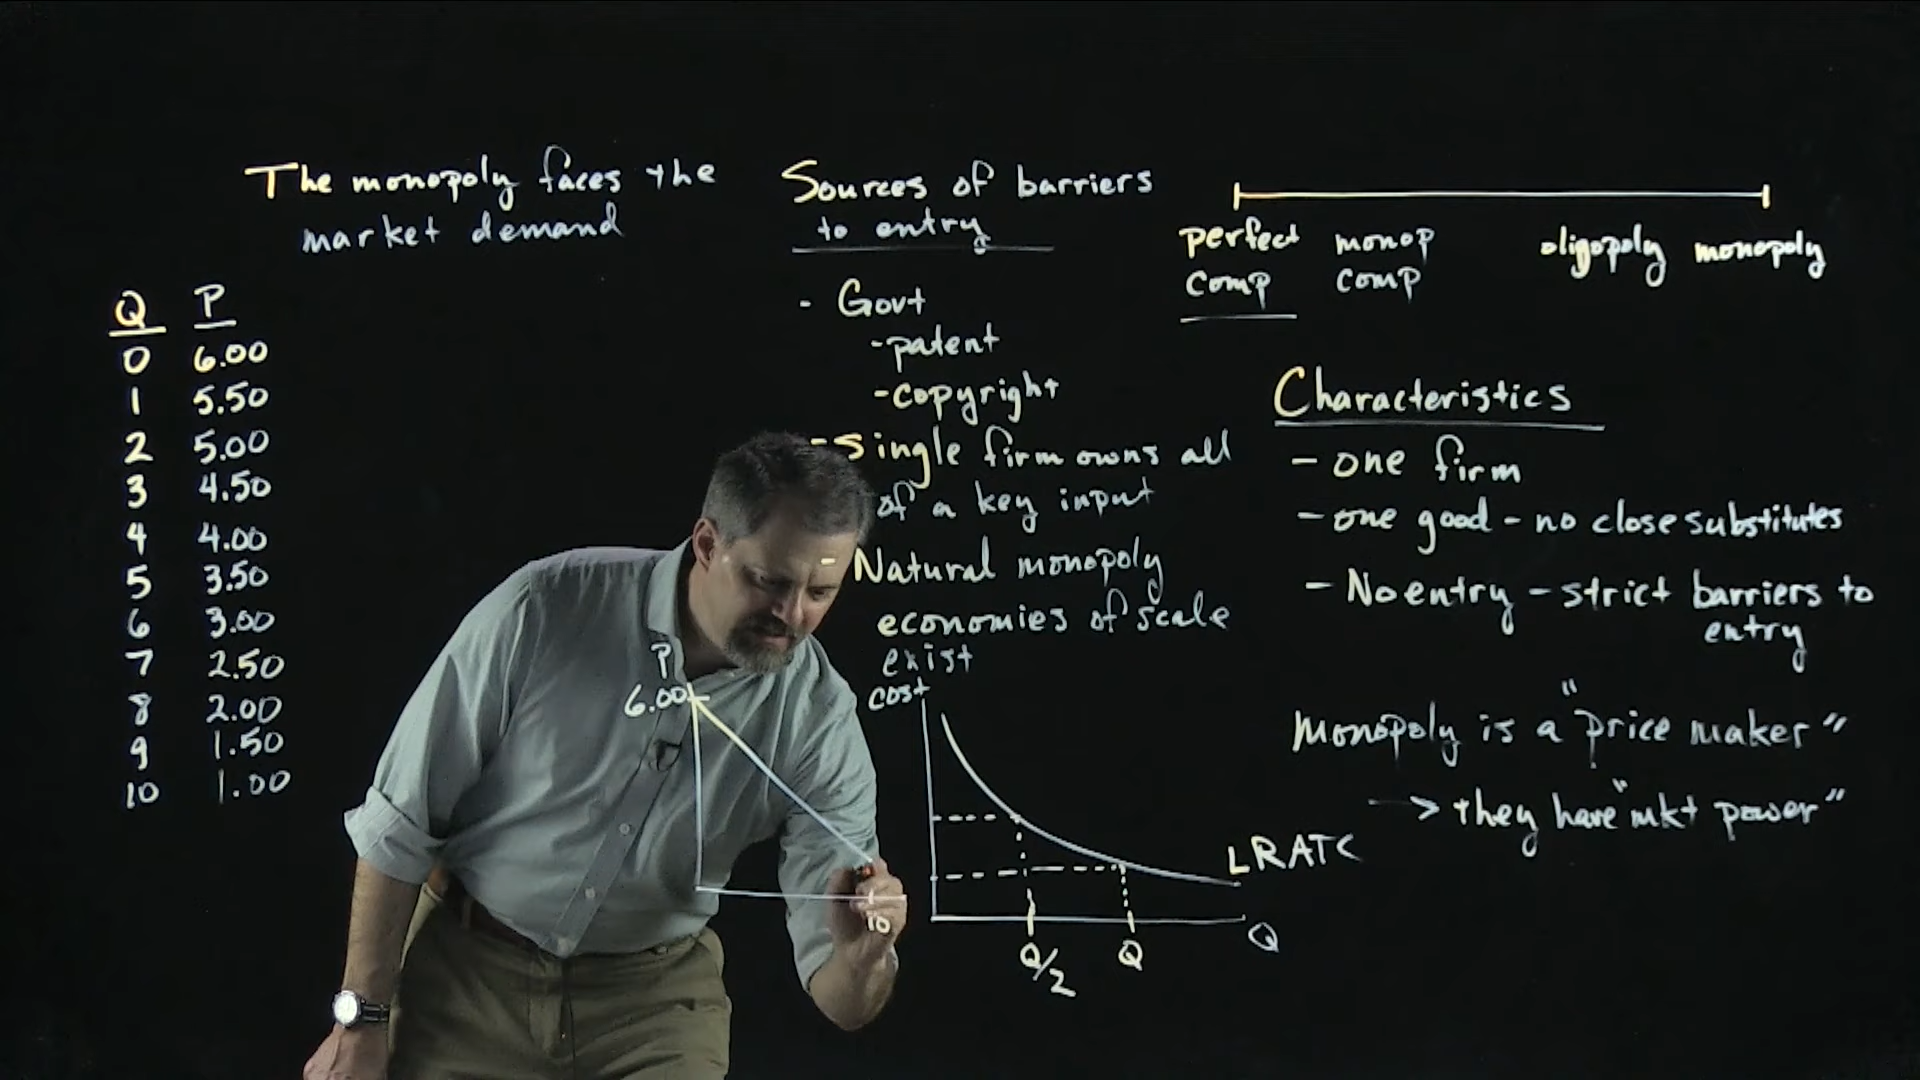 The monopoly faces the
market demand
Q P
0 6.00
1 5.50
2 5.00
3 4.50
4 4.00
5 3.50
6 3.00
7 2.50
8 2.00
9 1.50
10 1.00
P
6.00
10
Sources of barriers
to entry
- Govt
- patent
- copyright
- Single firm owns all
of a key input
- Natural monopoly
economies of scale
exist
cost
LRATC
Q/2 Q Q
perfect comp
monop comp
oligopoly
monopoly
Characteristics
- one firm
- one good - no close substitutes
- No entry - strict barriers to
entry
Monopoly is a "price maker"
-> they have "mkt power"